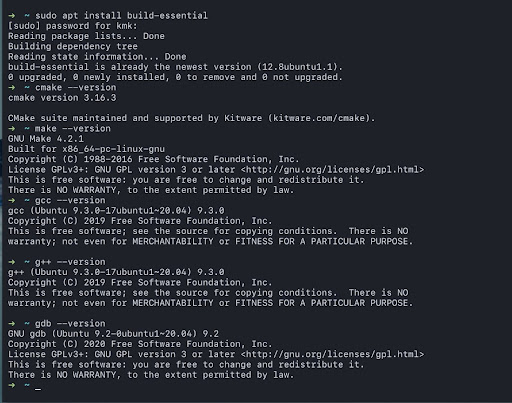 ➜  ~ sudo apt install build-essential
[sudo] password for kmk:
Reading package lists... Done
Building dependency tree
Reading state information... Done
build-essential is already the newest version (12.8ubuntu1.1).
0 upgraded, 0 newly installed, 0 to remove and 0 not upgraded.
➜  ~ cmake --version
cmake version 3.16.3

CMake suite maintained and supported by Kitware (kitware.com/cmake).
➜  ~ make --version
GNU Make 4.2.1
Built for x86_64-pc-linux-gnu
Copyright (C) 1988-2016 Free Software Foundation, Inc.
License GPLv3+: GNU GPL version 3 or later <http://gnu.org/licenses/gpl.html>
This is free software: you are free to change and redistribute it.
There is NO WARRANTY, to the extent permitted by law.
➜  ~ gcc --version
gcc (Ubuntu 9.3.0-17ubuntu1~20.04) 9.3.0
Copyright (C) 2019 Free Software Foundation, Inc.
This is free software; see the source for copying conditions.  There is NO
warranty; not even for MERCHANTABILITY or FITNESS FOR A PARTICULAR PURPOSE.

➜  ~ g++ --version
g++ (Ubuntu 9.3.0-17ubuntu1~20.04) 9.3.0
Copyright (C) 2019 Free Software Foundation, Inc.
This is free software; see the source for copying conditions.  There is NO
warranty; not even for MERCHANTABILITY or FITNESS FOR A PARTICULAR PURPOSE.

➜  ~ gdb --version
GNU gdb (Ubuntu 9.2-0ubuntu1~20.04) 9.2
Copyright (C) 2020 Free Software Foundation, Inc.
License GPLv3+: GNU GPL version 3 or later <http://gnu.org/licenses/gpl.html>
This is free software: you are free to change and redistribute it.
There is NO WARRANTY, to the extent permitted by law.
➜  ~ _